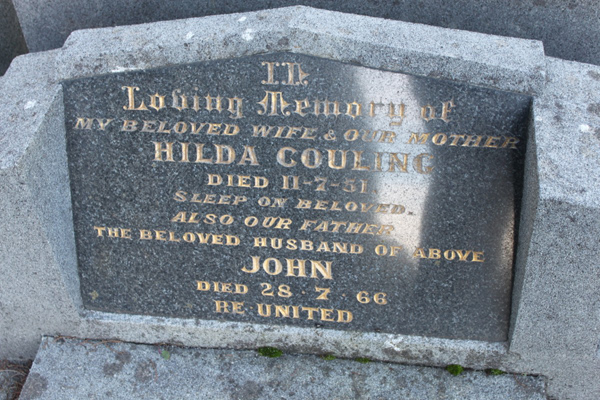 In
Loving Memory of
MY BELOVED WIFE & OUR MOTHER
HILDA COULING
DIED 11-7-51
SLEEP ON BELOVED.
ALSO OUR FATHER
THE BELOVED HUSBAND OF ABOVE
JOHN
DIED 28·7·66
RE UNITED